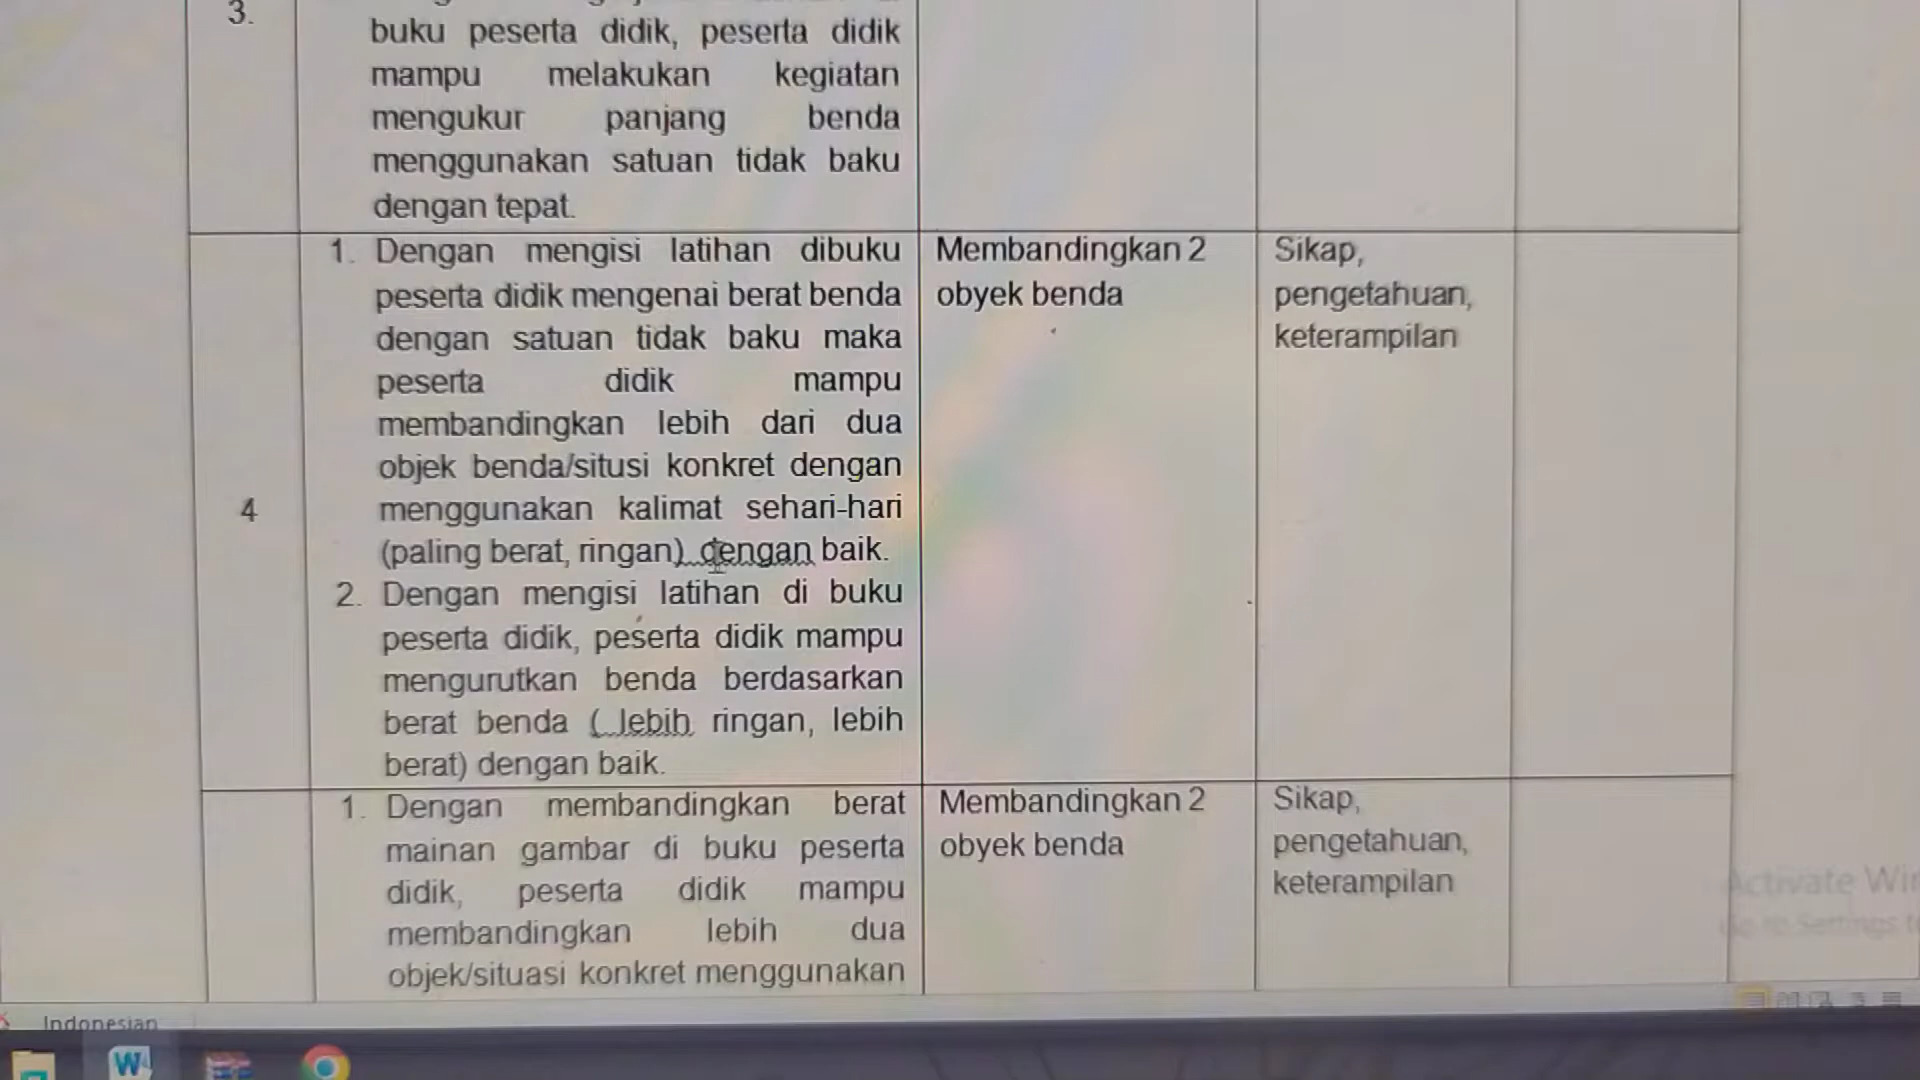 3.
buku peserta didik, peserta didik
mampu melakukan kegiatan
mengukur panjang benda
menggunakan satuan tidak baku
dengan tepat.
4
1. Dengan mengisi latihan dibuku
peserta didik mengenai berat benda
dengan satuan tidak baku maka
peserta didik mampu
membandingkan lebih dari dua
objek benda/situsi konkret dengan
menggunakan kalimat sehari-hari
(paling berat, ringan) dengan baik.
2. Dengan mengisi latihan di buku
peserta didik, peserta didik mampu
mengurutkan benda berdasarkan
berat benda ( lebih ringan, lebih
berat) dengan baik.
Membandingkan 2
obyek benda
Sikap,
pengetahuan,
keterampilan
1. Dengan membandingkan berat
mainan gambar di buku peserta
didik, peserta didik mampu
membandingkan lebih dua
objek/situasi konkret menggunakan
Membandingkan 2
obyek benda
Sikap,
pengetahuan,
keterampilan
Activate Win
Go to Settings t
Indonesian
W